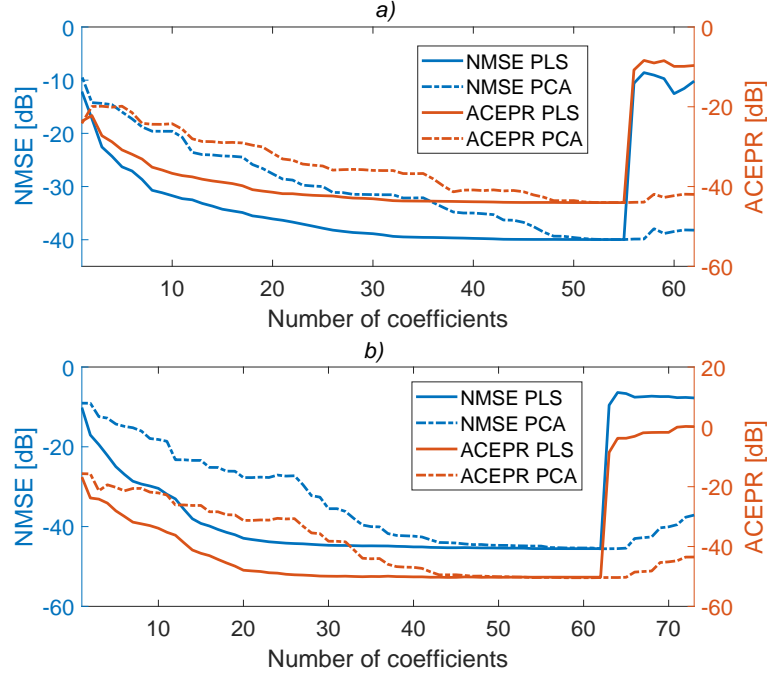 a)
0
-10
-20
-30
-40
NMSE [dB]
NMSE PLS
NMSE PCA
ACEPR PLS
ACEPR PCA
0
-20
-40
-60
ACEPR [dB]
10 20 30 40 50 60
Number of coefficients
b)
0
-20
-40
-60
NMSE [dB]
NMSE PLS
NMSE PCA
ACEPR PLS
ACEPR PCA
20
0
-20
-40
-60
ACEPR [dB]
10 20 30 40 50 60 70
Number of coefficients